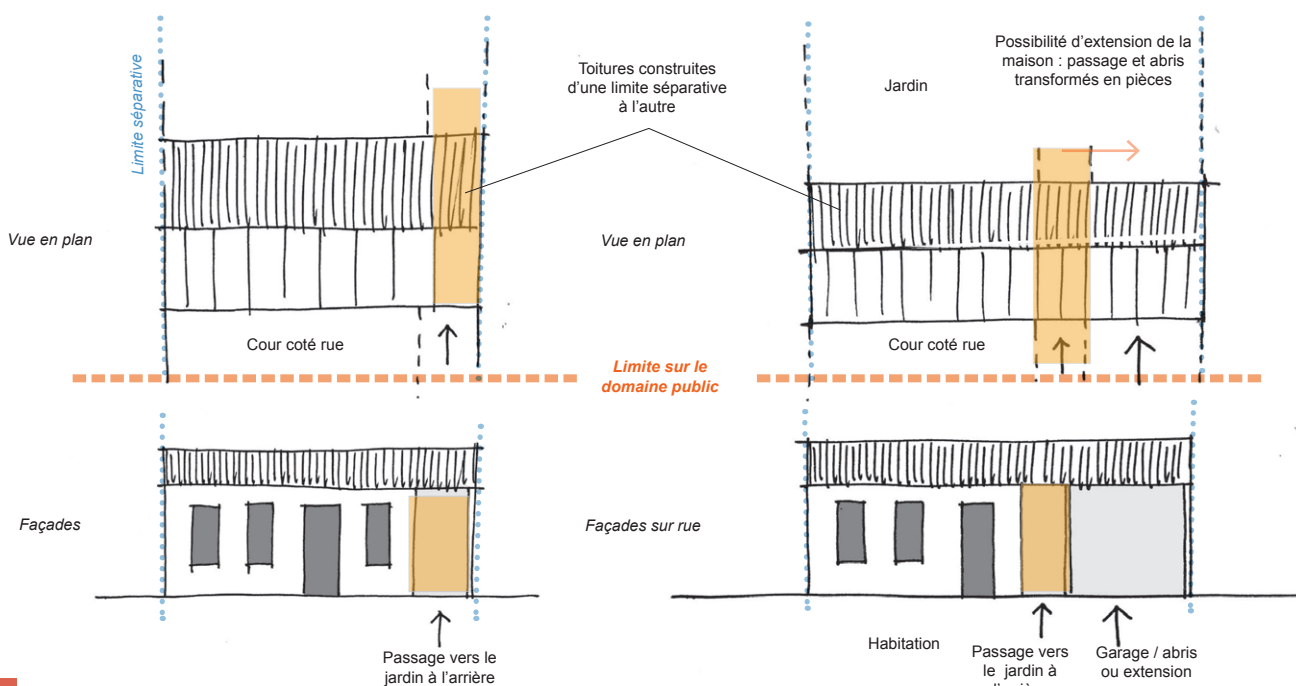 Limite séparative
Toitures construites
d'une limite séparative
à l'autre
Jardin
Possibilité d'extension de la
maison : passage et abris
transformés en pièces
Vue en plan
Vue en plan
Cour coté rue
Cour coté rue
Limite sur le
domaine public
Façades
Façades sur rue
Passage vers le
jardin à l'arrière
Habitation
Passage vers
le jardin à
Garage / abris
ou extension